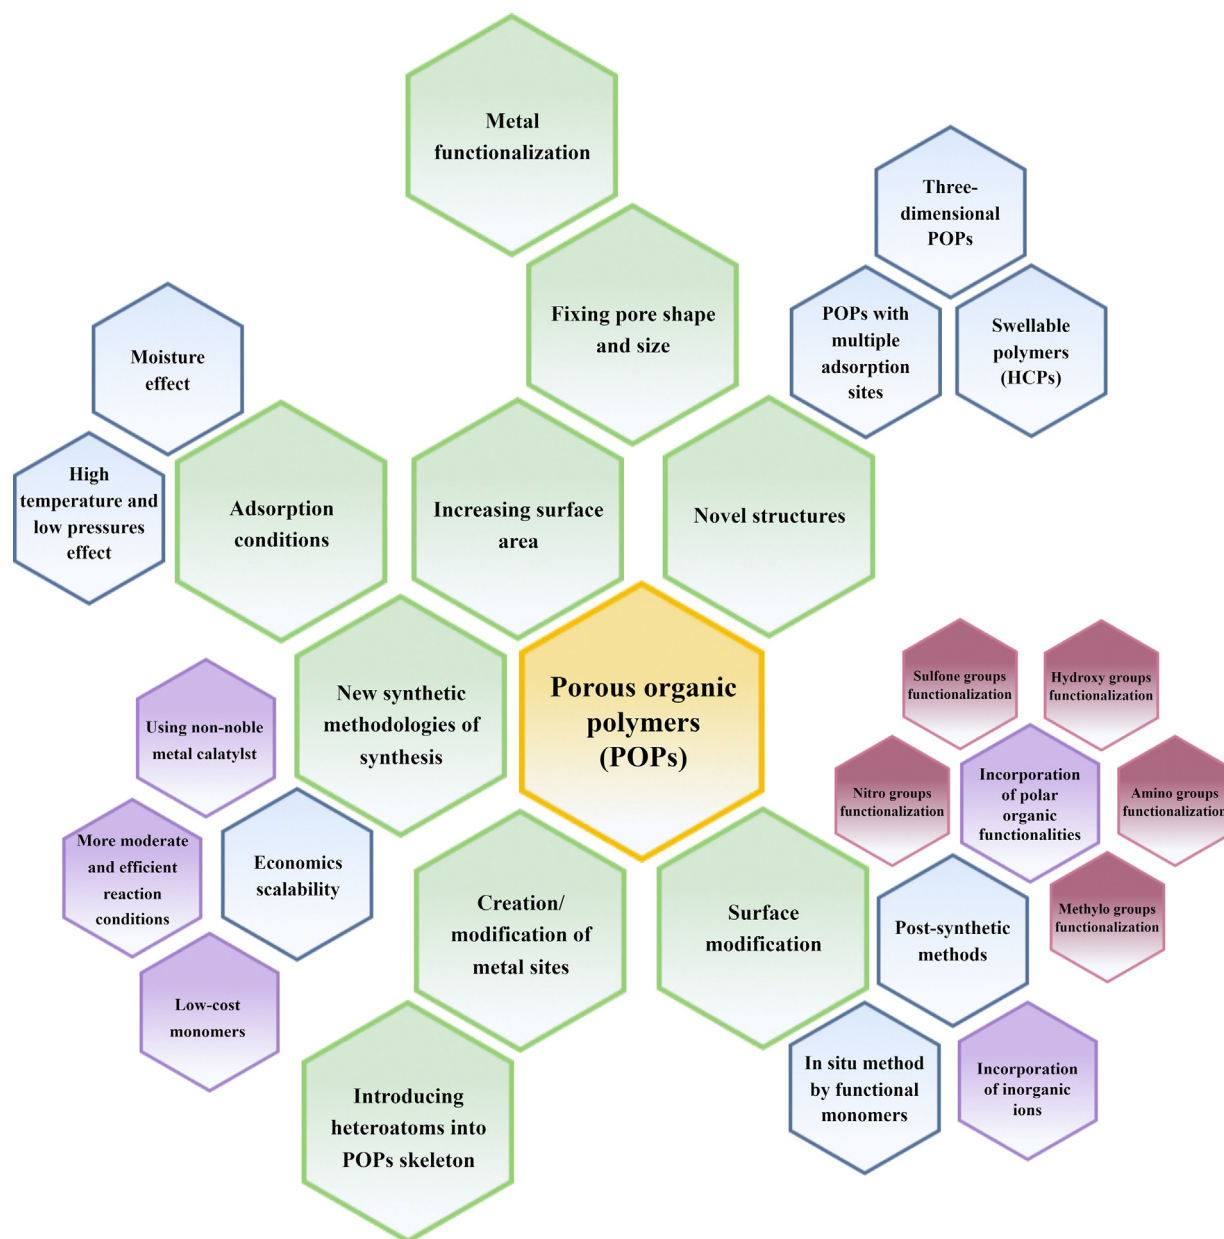 Metal
functionalization
Three-
dimensional
POPs
Fixing pore shape
and size
POPs with
multiple
adsorption
sites
Swellable
polymers
(HCPs)
Moisture
effect
High
temperature and
low pressures
effect
Adsorption
conditions
Increasing surface
area
Novel structures
New synthetic
methodologies of
synthesis
Porous organic
polymers
(POPs)
Sulfone groups
functionalization
Hydroxy groups
functionalization
Using non-noble
metal calatylst
Nitro groups
functionalization
Incorporation
of polar
organic
functionalities
Amino groups
functionalization
More moderate
and efficient
reaction
conditions
Economics
scalability
Creation/
modification of
metal sites
Surface
modification
Post-synthetic
methods
Methylo groups
functionalization
Low-cost
monomers
Introducing
heteroatoms into
POPs skeleton
In situ method
by functional
monomers
Incorporation
of inorganic
ions